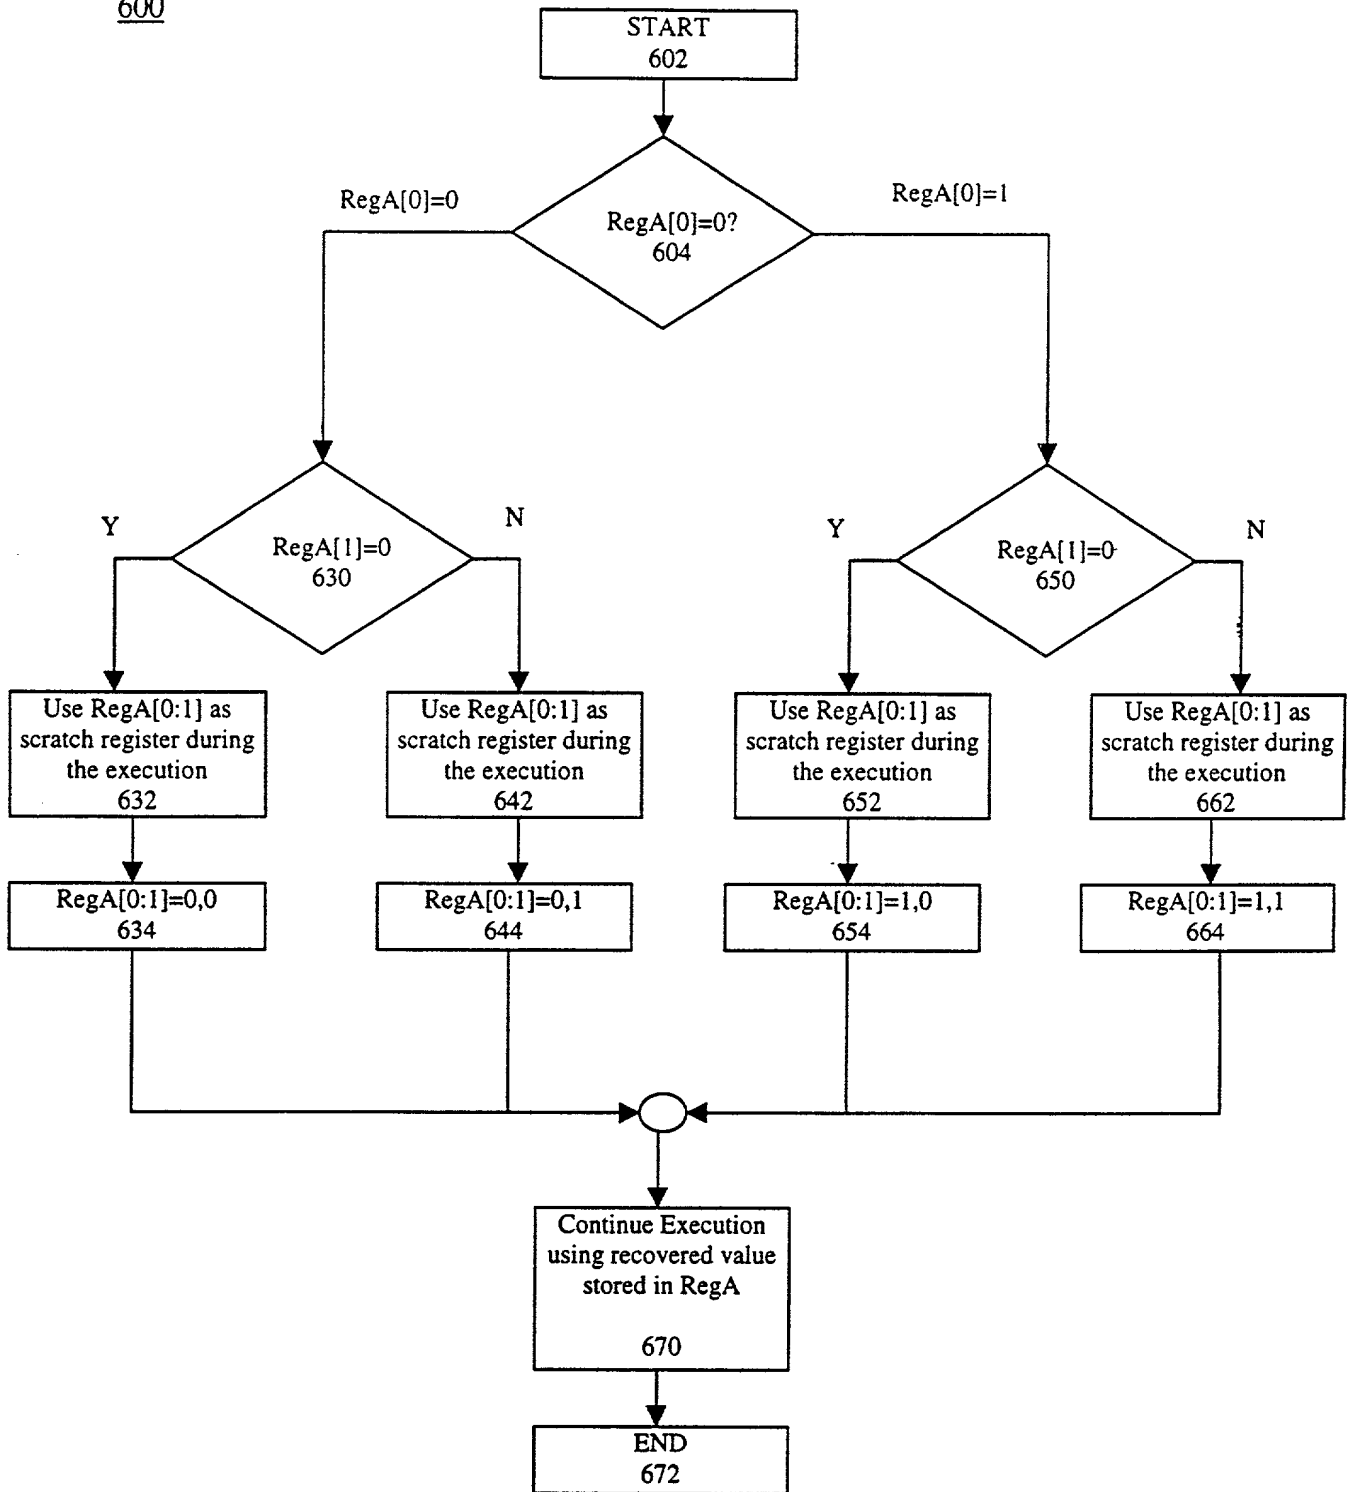 600
START
602
RegA[0]=0
RegA[0]=0?
604
RegA[0]=1
Y
RegA[1]=0
630
N
Y
RegA[1]=0
650
N
Use RegA[0:1] as
scratch register during
the execution
632
Use RegA[0:1] as
scratch register during
the execution
642
Use RegA[0:1] as
scratch register during
the execution
652
Use RegA[0:1] as
scratch register during
the execution
662
RegA[0:1]=0,0
634
RegA[0:1]=0,1
644
RegA[0:1]=1,0
654
RegA[0:1]=1,1
664
Continue Execution
using recovered value
stored in RegA
670
END
672